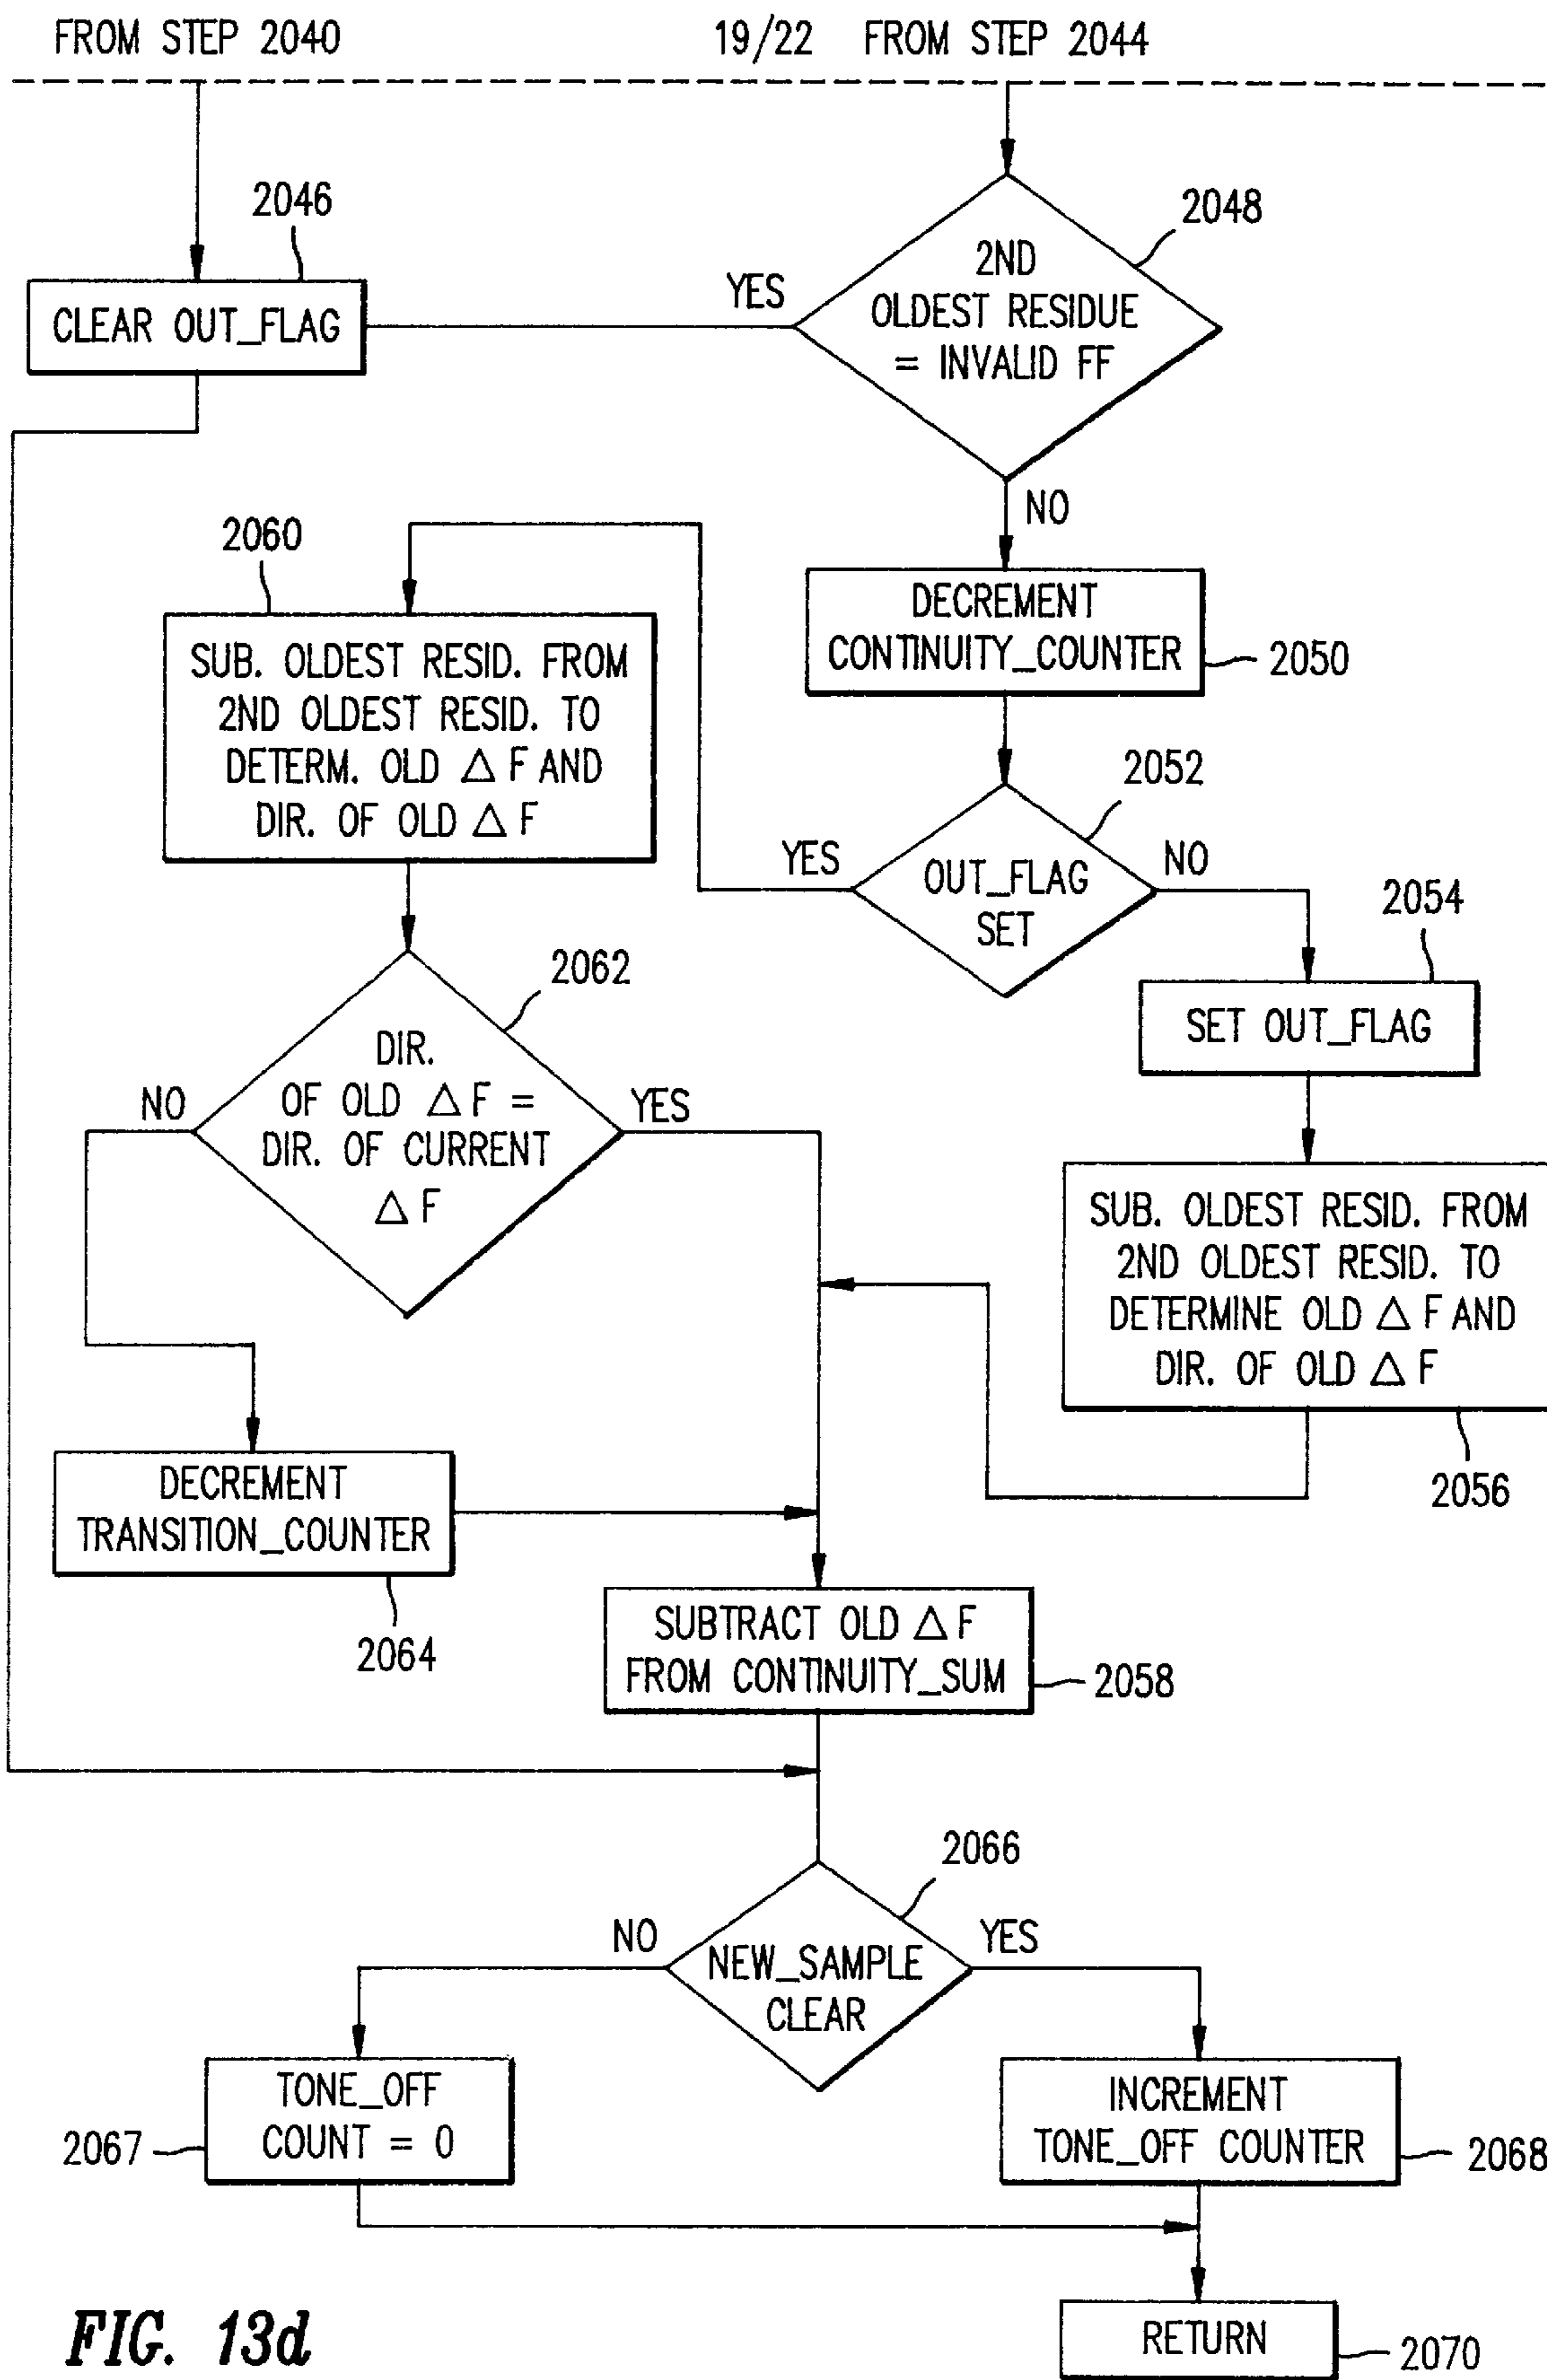 FROM STEP 2040
19/22
FROM STEP 2044
2046
CLEAR OUT_FLAG
2048
2ND
OLDEST RESIDUE
= INVALID FF
YES
NO
DECREMENT
CONTINUITY_COUNTER
2050
2060
SUB. OLDEST RESID. FROM
2ND OLDEST RESID. TO
DETERM. OLD △ F AND
DIR. OF OLD △ F
2052
OUT_FLAG
SET
YES
NO
2054
SET OUT_FLAG
2062
DIR.
OF OLD △ F =
DIR. OF CURRENT
△ F
NO
YES
SUB. OLDEST RESID. FROM
2ND OLDEST RESID. TO
DETERMINE OLD △ F AND
DIR. OF OLD △ F
2056
DECREMENT
TRANSITION_COUNTER
2064
SUBTRACT OLD △ F
FROM CONTINUITY_SUM
2058
2066
NEW_SAMPLE
CLEAR
NO
YES
TONE_OFF
COUNT = 0
2067
INCREMENT
TONE_OFF COUNTER
2068
RETURN
2070
FIG. 13d